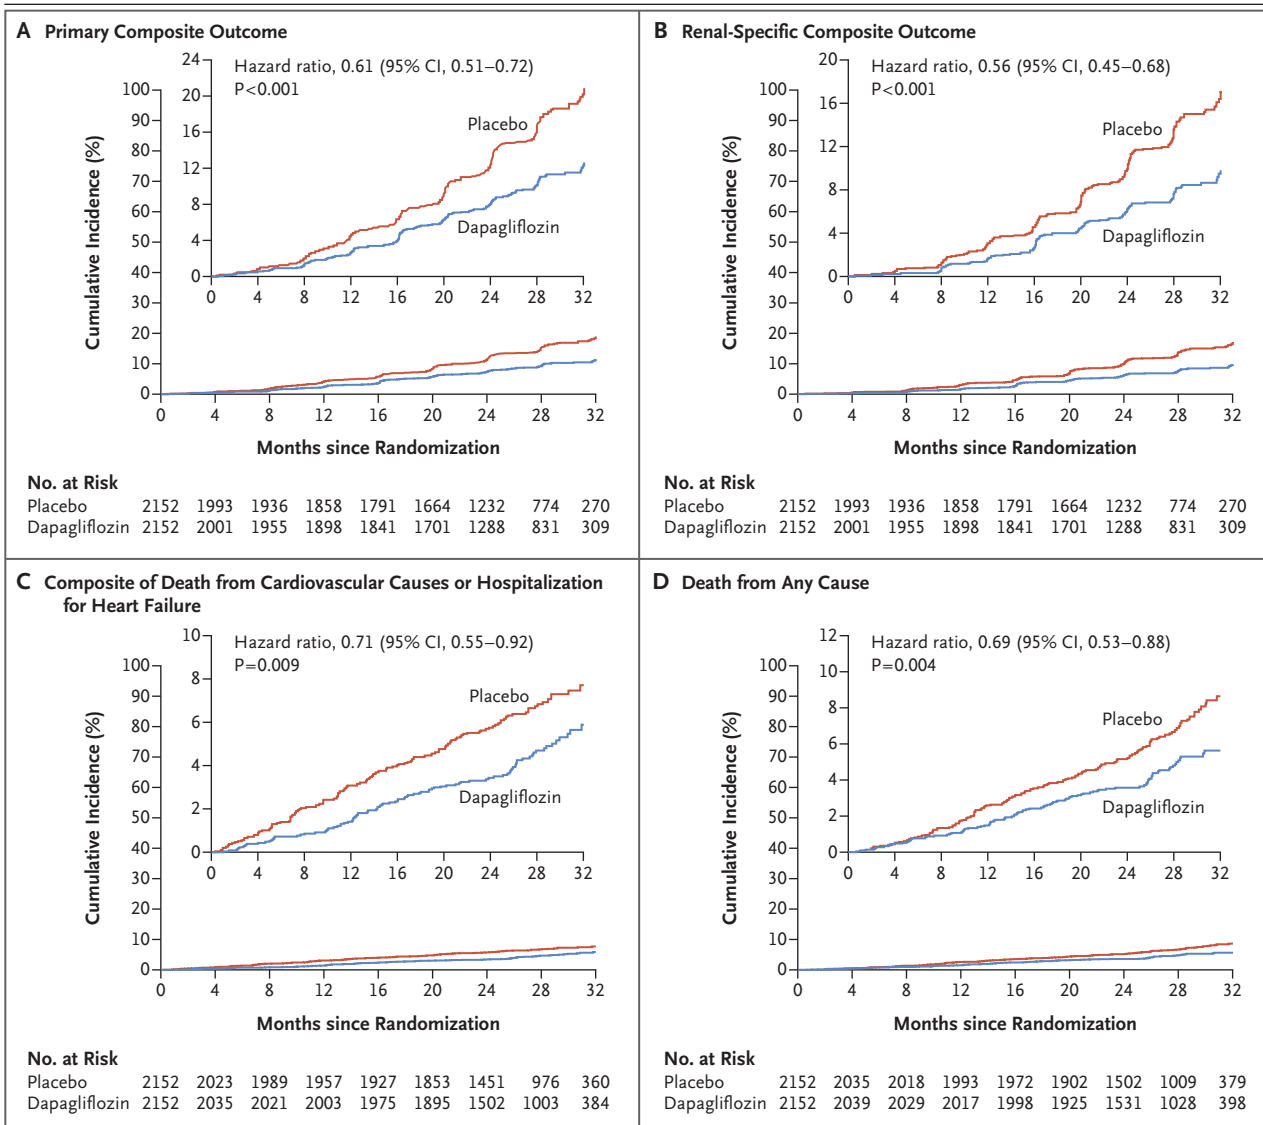 A Primary Composite Outcome
Hazard ratio, 0.61 (95% CI, 0.51–0.72)
P<0.001
Placebo
Dapagliflozin
24
20
16
12
8
4
0
0 4 8 12 16 20 24 28 32
Cumulative Incidence (%)
100
90
80
70
60
50
40
30
20
10
0
0 4 8 12 16 20 24 28 32
Months since Randomization
No. at Risk
Placebo 2152 1993 1936 1858 1791 1664 1232 774 270
Dapagliflozin 2152 2001 1955 1898 1841 1701 1288 831 309
B Renal-Specific Composite Outcome
Hazard ratio, 0.56 (95% CI, 0.45–0.68)
P<0.001
Placebo
Dapagliflozin
20
16
12
8
4
0
0 4 8 12 16 20 24 28 32
Cumulative Incidence (%)
100
90
80
70
60
50
40
30
20
10
0
0 4 8 12 16 20 24 28 32
Months since Randomization
No. at Risk
Placebo 2152 1993 1936 1858 1791 1664 1232 774 270
Dapagliflozin 2152 2001 1955 1898 1841 1701 1288 831 309
C Composite of Death from Cardiovascular Causes or Hospitalization
for Heart Failure
Hazard ratio, 0.71 (95% CI, 0.55–0.92)
P=0.009
Placebo
Dapagliflozin
10
8
6
4
2
0
0 4 8 12 16 20 24 28 32
Cumulative Incidence (%)
100
90
80
70
60
50
40
30
20
10
0
0 4 8 12 16 20 24 28 32
Months since Randomization
No. at Risk
Placebo 2152 2023 1989 1957 1927 1853 1451 976 360
Dapagliflozin 2152 2035 2021 2003 1975 1895 1502 1003 384
D Death from Any Cause
Hazard ratio, 0.69 (95% CI, 0.53–0.88)
P=0.004
Placebo
Dapagliflozin
12
10
8
6
4
2
0
0 4 8 12 16 20 24 28 32
Cumulative Incidence (%)
100
90
80
70
60
50
40
30
20
10
0
0 4 8 12 16 20 24 28 32
Months since Randomization
No. at Risk
Placebo 2152 2035 2018 1993 1972 1902 1502 1009 379
Dapagliflozin 2152 2039 2029 2017 1998 1925 1531 1028 398